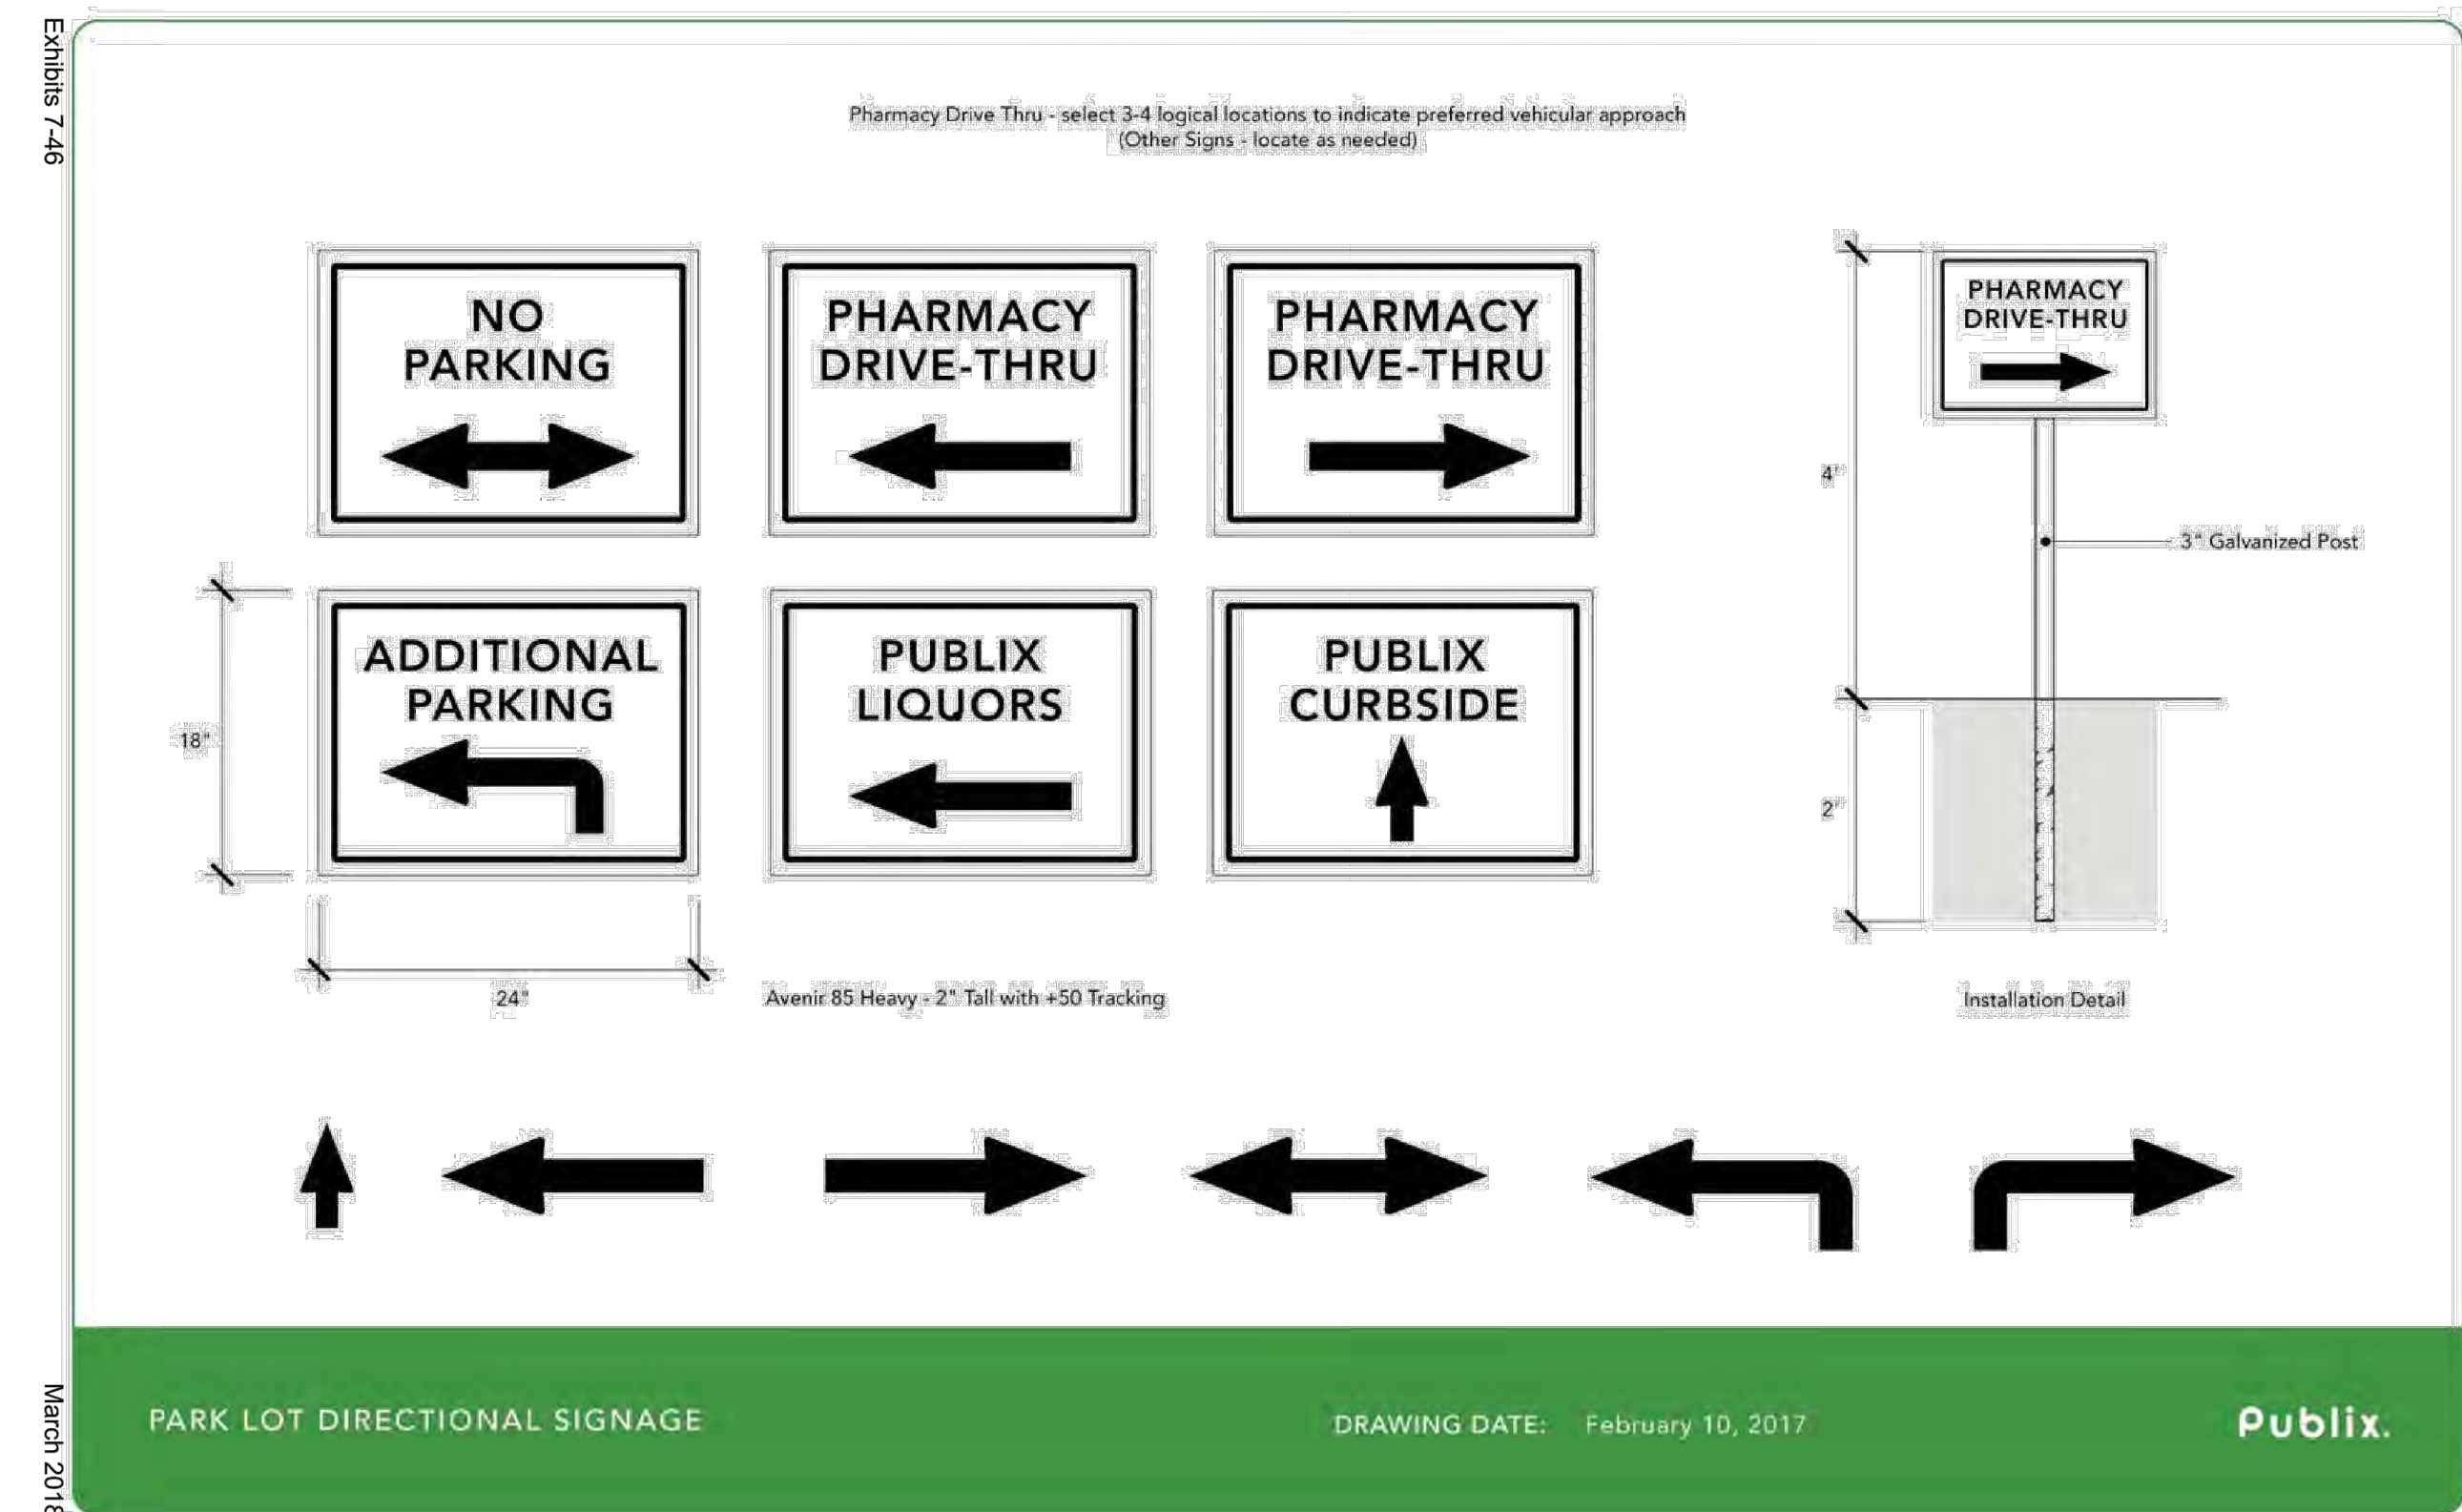 Exhibits 7-46
Pharmacy Drive Thru - select 3-4 logical locations to indicate preferred vehicular approach
(Other Signs - locate as needed)
NO
PARKING
PHARMACY
DRIVE-THRU
PHARMACY
DRIVE-THRU
PHARMACY
DRIVE-THRU
4'
3" Galvanized Post
ADDITIONAL
PARKING
PUBLIX
LIQUORS
PUBLIX
CURBSIDE
18"
2'
24"
Avenir 85 Heavy - 2" Tall with +50 Tracking
Installation Detail
PARK LOT DIRECTIONAL SIGNAGE
DRAWING DATE: February 10, 2017
Publix.
March 2018